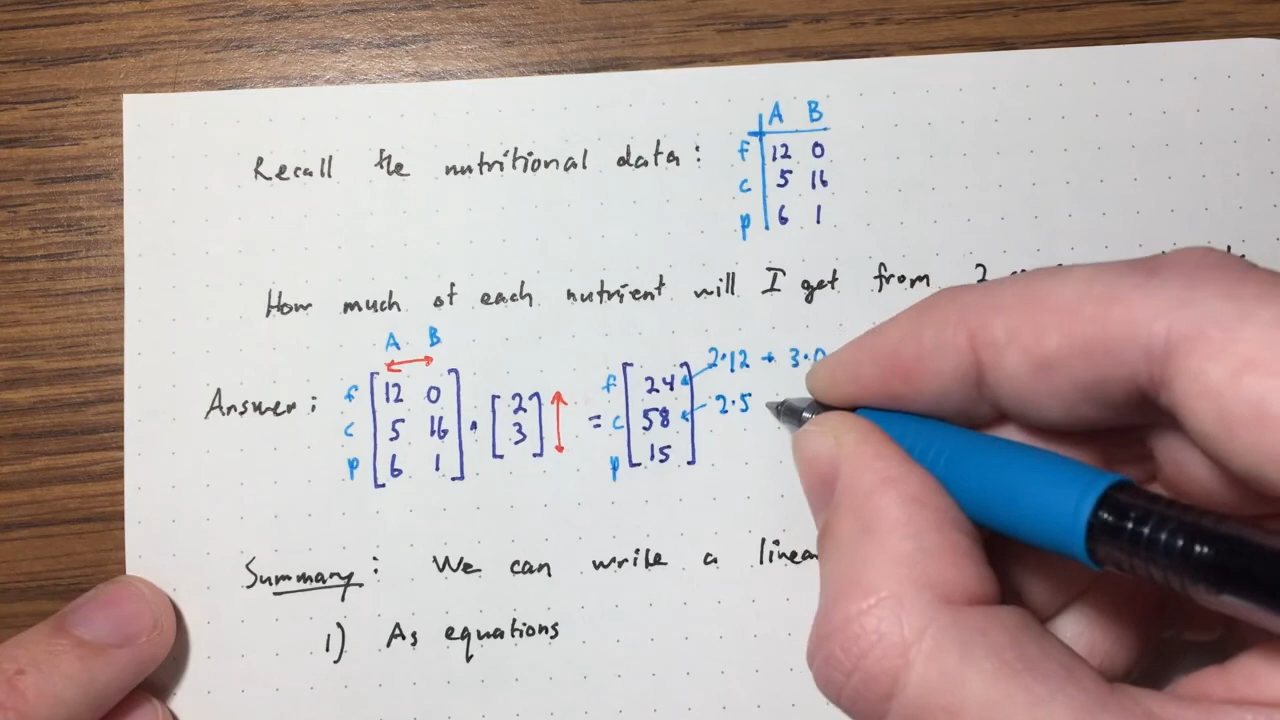 A B
Recall the nutritional data:
f 12 0
c 5 16
p 6 1
How much of each nutrient will I get from 2
A B
Answer: f [12 0] [2] = f [24] 2·12 + 3·0
c [5 16] · [3] c [58] 2·5
p [6 1] p [15]
Summary: We can write a linear
1) As equations